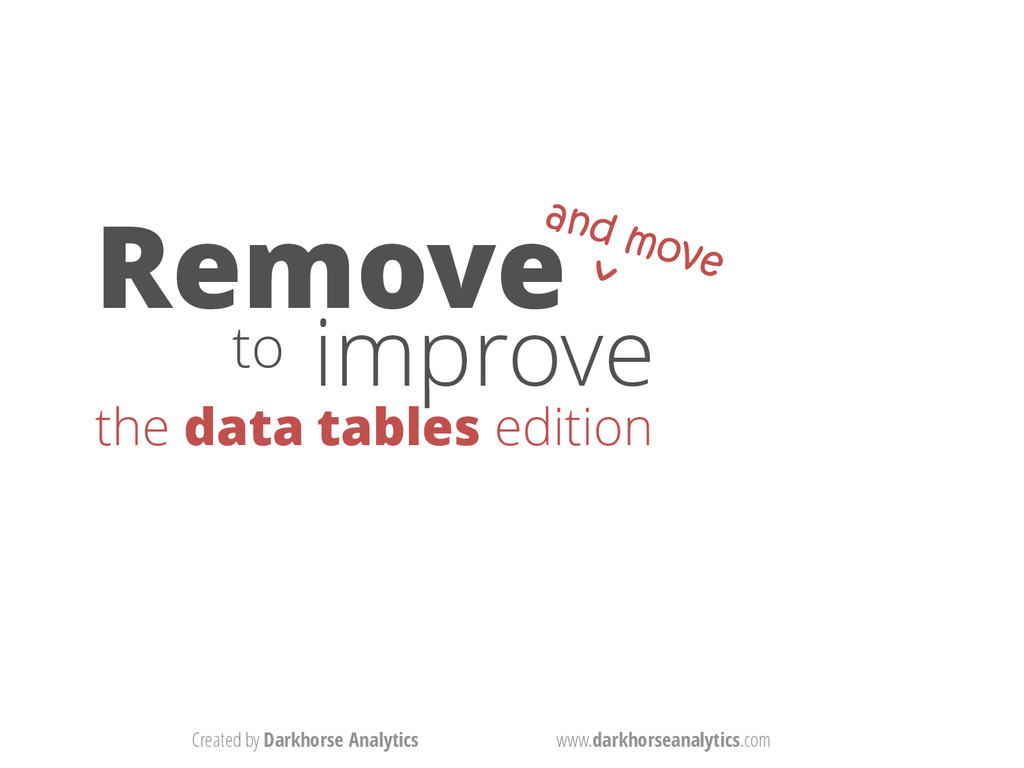 Remove and move
to improve
the data tables edition
Created by Darkhorse Analytics www.darkhorseanalytics.com